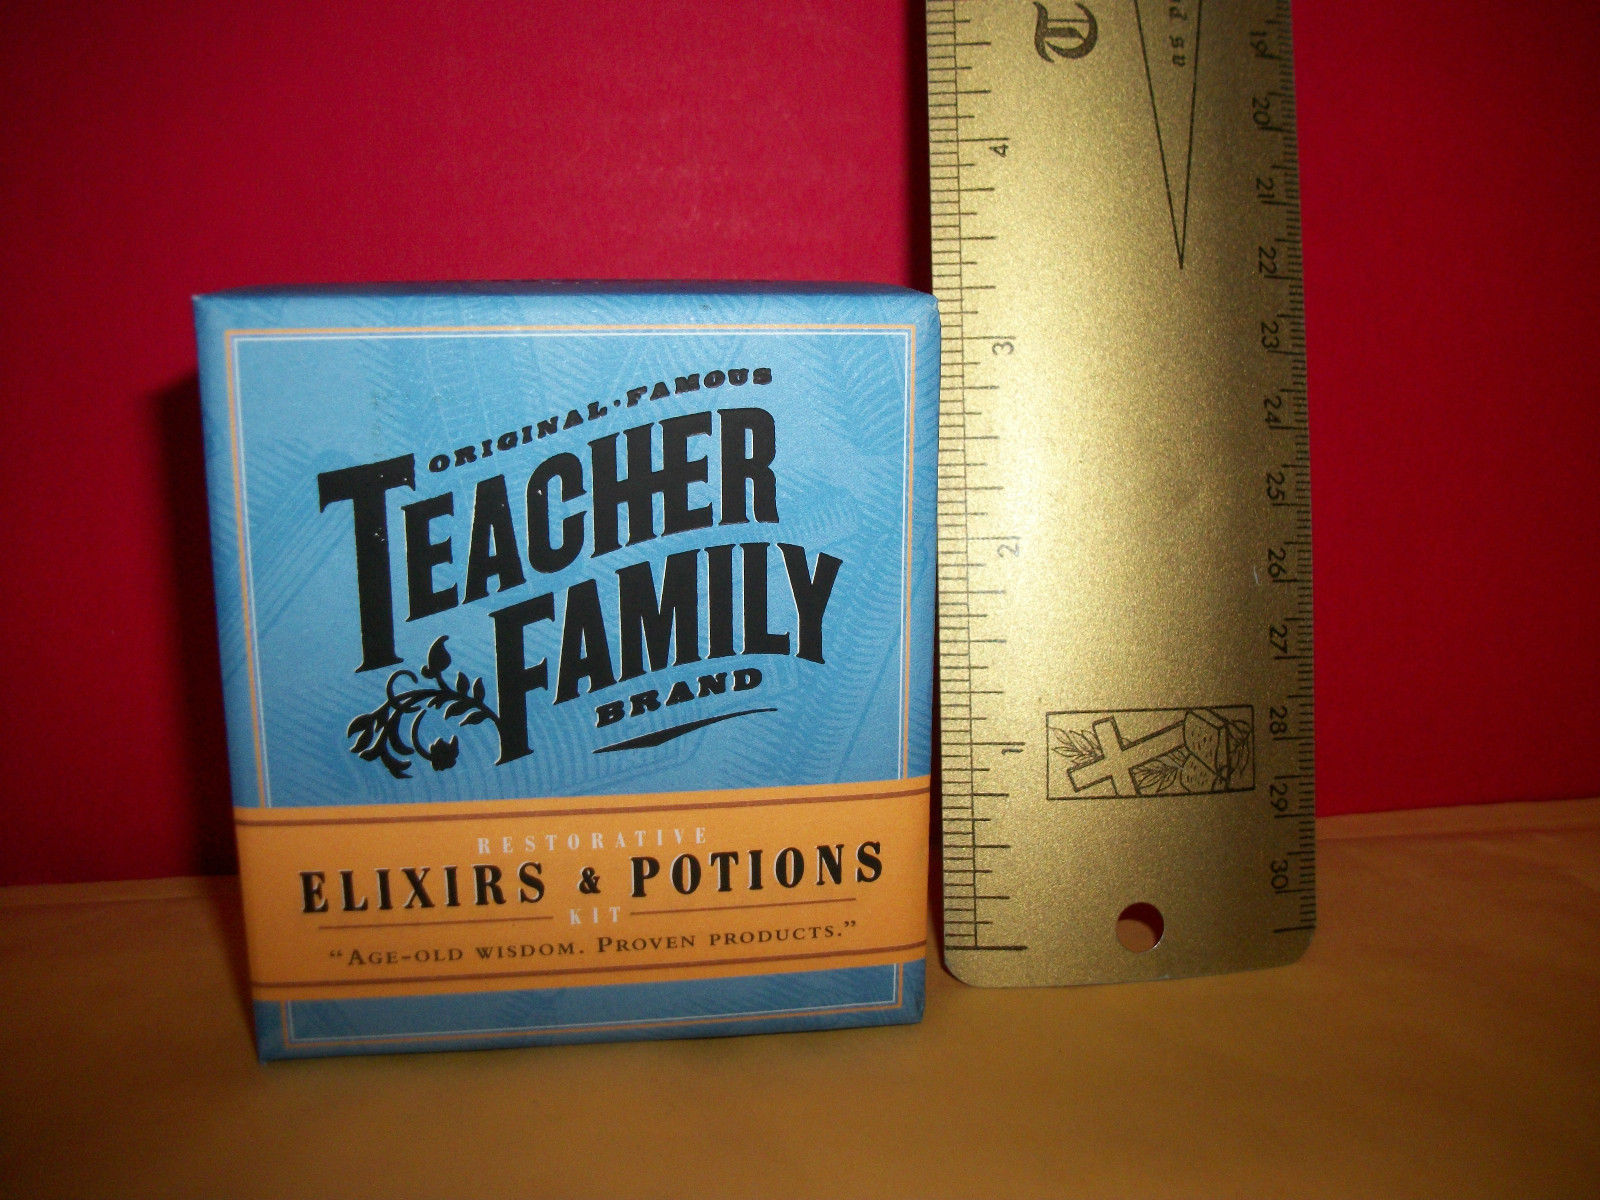 ORIGINAL · FAMOUS
TEACHER
FAMILY
BRAND
RESTORATIVE
ELIXIRS & POTIONS
KIT
“AGE-OLD WISDOM. PROVEN PRODUCTS.”
4
3
2
1
T
as
19
20
21
22
23
24
25
26
27
28
29
30